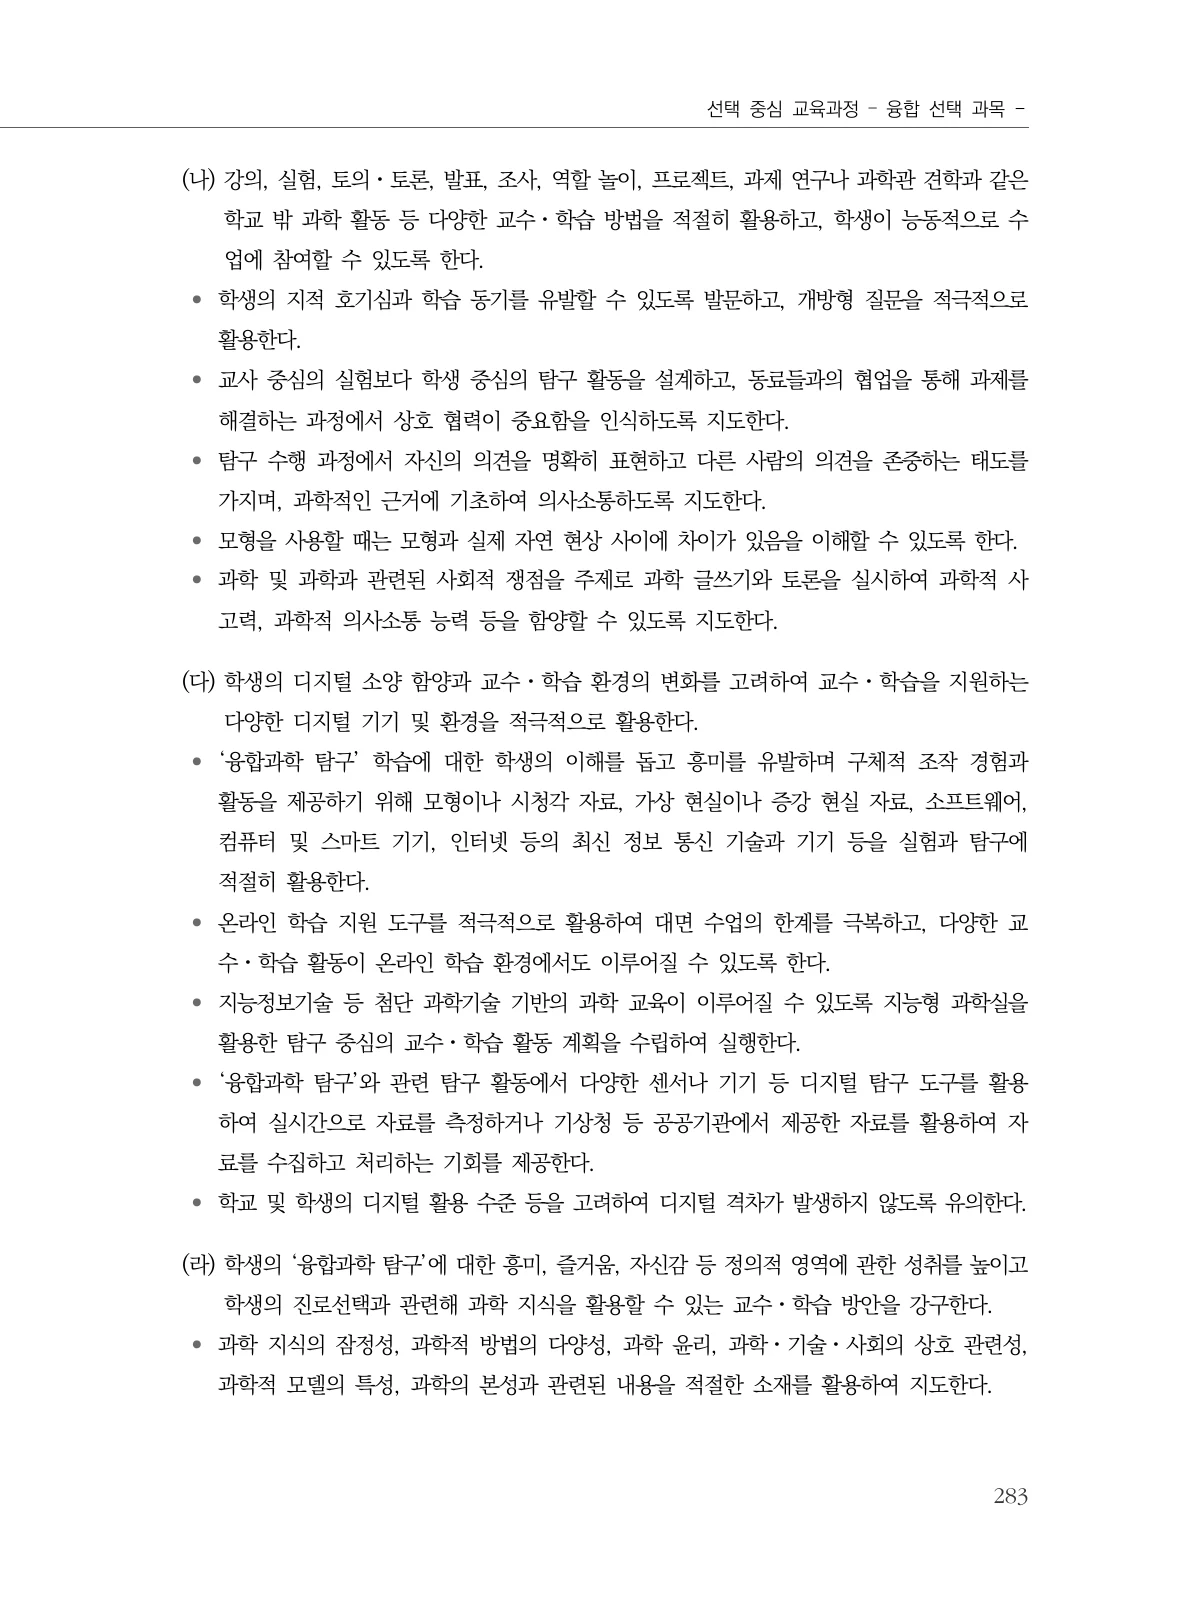 선택 중심 교육과정 - 융합 선택 과목 -
(나) 강의, 실험, 토의・토론, 발표, 조사, 역할 놀이, 프로젝트, 과제 연구나 과학관 견학과 같은
학교 밖 과학 활동 등 다양한 교수・학습 방법을 적절히 활용하고, 학생이 능동적으로 수
업에 참여할 수 있도록 한다.
• 학생의 지적 호기심과 학습 동기를 유발할 수 있도록 발문하고, 개방형 질문을 적극적으로
활용한다.
• 교사 중심의 실험보다 학생 중심의 탐구 활동을 설계하고, 동료들과의 협업을 통해 과제를
해결하는 과정에서 상호 협력이 중요함을 인식하도록 지도한다.
• 탐구 수행 과정에서 자신의 의견을 명확히 표현하고 다른 사람의 의견을 존중하는 태도를
가지며, 과학적인 근거에 기초하여 의사소통하도록 지도한다.
• 모형을 사용할 때는 모형과 실제 자연 현상 사이에 차이가 있음을 이해할 수 있도록 한다.
• 과학 및 과학과 관련된 사회적 쟁점을 주제로 과학 글쓰기와 토론을 실시하여 과학적 사
고력, 과학적 의사소통 능력 등을 함양할 수 있도록 지도한다.
(다) 학생의 디지털 소양 함양과 교수・학습 환경의 변화를 고려하여 교수・학습을 지원하는
다양한 디지털 기기 및 환경을 적극적으로 활용한다.
• ‘융합과학 탐구’ 학습에 대한 학생의 이해를 돕고 흥미를 유발하며 구체적 조작 경험과
활동을 제공하기 위해 모형이나 시청각 자료, 가상 현실이나 증강 현실 자료, 소프트웨어,
컴퓨터 및 스마트 기기, 인터넷 등의 최신 정보 통신 기술과 기기 등을 실험과 탐구에
적절히 활용한다.
• 온라인 학습 지원 도구를 적극적으로 활용하여 대면 수업의 한계를 극복하고, 다양한 교
수・학습 활동이 온라인 학습 환경에서도 이루어질 수 있도록 한다.
• 지능정보기술 등 첨단 과학기술 기반의 과학 교육이 이루어질 수 있도록 지능형 과학실을
활용한 탐구 중심의 교수・학습 활동 계획을 수립하여 실행한다.
• ‘융합과학 탐구’와 관련 탐구 활동에서 다양한 센서나 기기 등 디지털 탐구 도구를 활용
하여 실시간으로 자료를 측정하거나 기상청 등 공공기관에서 제공한 자료를 활용하여 자
료를 수집하고 처리하는 기회를 제공한다.
• 학교 및 학생의 디지털 활용 수준 등을 고려하여 디지털 격차가 발생하지 않도록 유의한다.
(라) 학생의 ‘융합과학 탐구’에 대한 흥미, 즐거움, 자신감 등 정의적 영역에 관한 성취를 높이고
학생의 진로선택과 관련해 과학 지식을 활용할 수 있는 교수・학습 방안을 강구한다.
• 과학 지식의 잠정성, 과학적 방법의 다양성, 과학 윤리, 과학・기술・사회의 상호 관련성,
과학적 모델의 특성, 과학의 본성과 관련된 내용을 적절한 소재를 활용하여 지도한다.
283